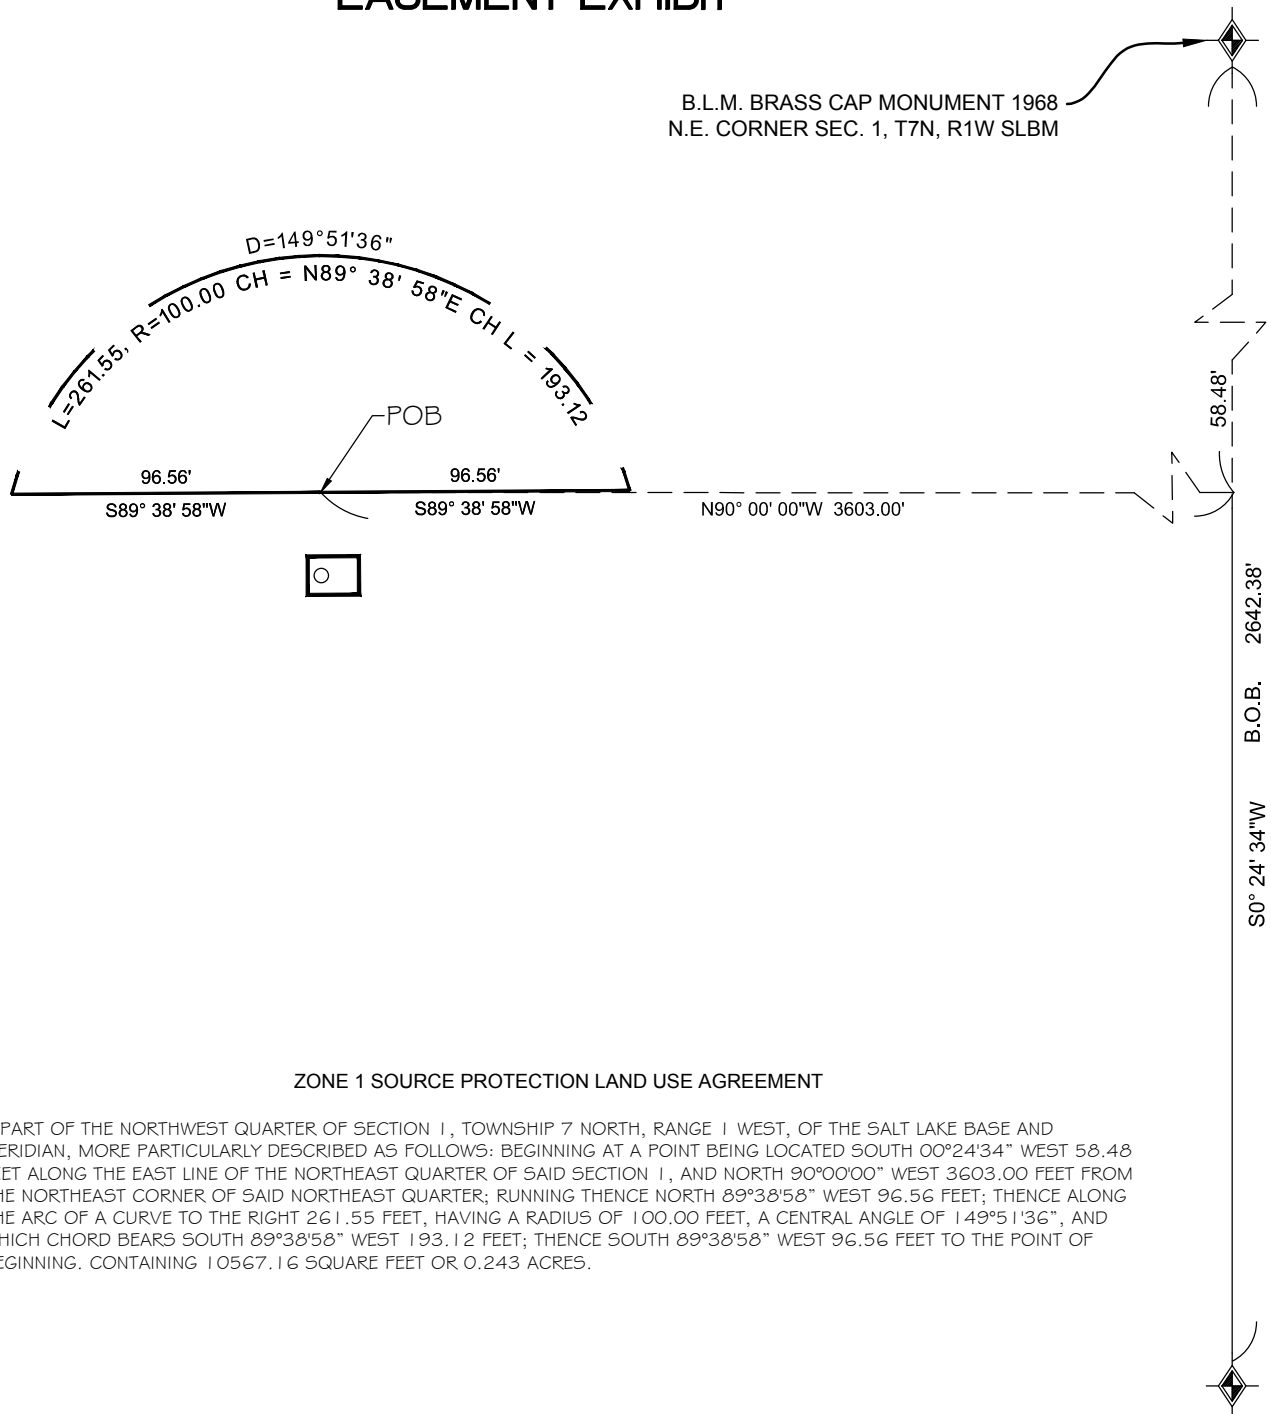 EASEMENT EXHIBIT
B.L.M. BRASS CAP MONUMENT 1968
N.E. CORNER SEC. 1, T7N, R1W SLBM
D=149°51'36"
L=261.55, R=100.00 CH = N89° 38' 58"E CH L = 193.12
POB
58.48'
96.56'
96.56'
S89° 38' 58"W
S89° 38' 58"W
N90° 00' 00"W 3603.00'
S0° 24' 34"W B.O.B. 2642.38'
ZONE 1 SOURCE PROTECTION LAND USE AGREEMENT
PART OF THE NORTHWEST QUARTER OF SECTION 1, TOWNSHIP 7 NORTH, RANGE 1 WEST, OF THE SALT LAKE BASE AND
ERIDIAN, MORE PARTICULARLY DESCRIBED AS FOLLOWS: BEGINNING AT A POINT BEING LOCATED SOUTH 00°24'34” WEST 58.48
EET ALONG THE EAST LINE OF THE NORTHEAST QUARTER OF SAID SECTION 1, AND NORTH 90°00'00” WEST 3603.00 FEET FROM
HE NORTHEAST CORNER OF SAID NORTHEAST QUARTER; RUNNING THENCE NORTH 89°38'58” WEST 96.56 FEET; THENCE ALONG
HE ARC OF A CURVE TO THE RIGHT 261.55 FEET, HAVING A RADIUS OF 100.00 FEET, A CENTRAL ANGLE OF 149°51'36”, AND
HICH CHORD BEARS SOUTH 89°38'58” WEST 193.12 FEET; THENCE SOUTH 89°38'58” WEST 96.56 FEET TO THE POINT OF
EGINNING. CONTAINING 10567.16 SQUARE FEET OR 0.243 ACRES.